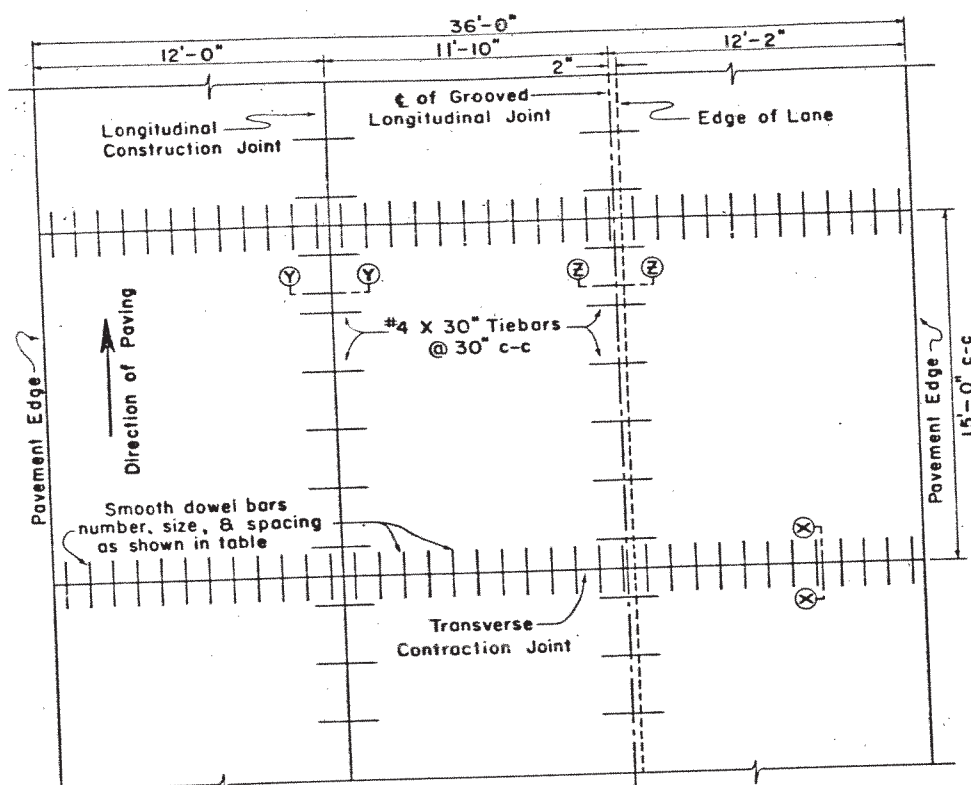 36'-0"
12'-0"
11'-10"
12'-2"
2"
℄ of Grooved
Longitudinal Joint
Longitudinal
Construction Joint
Edge of Lane
Y
Y
Z
Z
#4 X 30" Tiebars
@ 30" c-c
Direction of Paving
Pavement Edge
Pavement Edge
15'-0" c-c
Smooth dowel bars
number, size, & spacing
as shown in table
X
X
Transverse
Contraction Joint